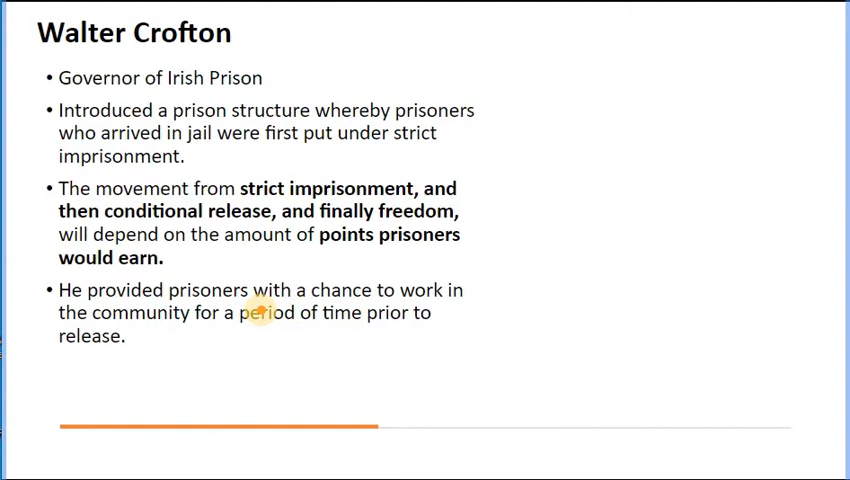 Walter Crofton
• Governor of Irish Prison
• Introduced a prison structure whereby prisoners
who arrived in jail were first put under strict
imprisonment.
• The movement from strict imprisonment, and
then conditional release, and finally freedom,
will depend on the amount of points prisoners
would earn.
• He provided prisoners with a chance to work in
the community for a period of time prior to
release.